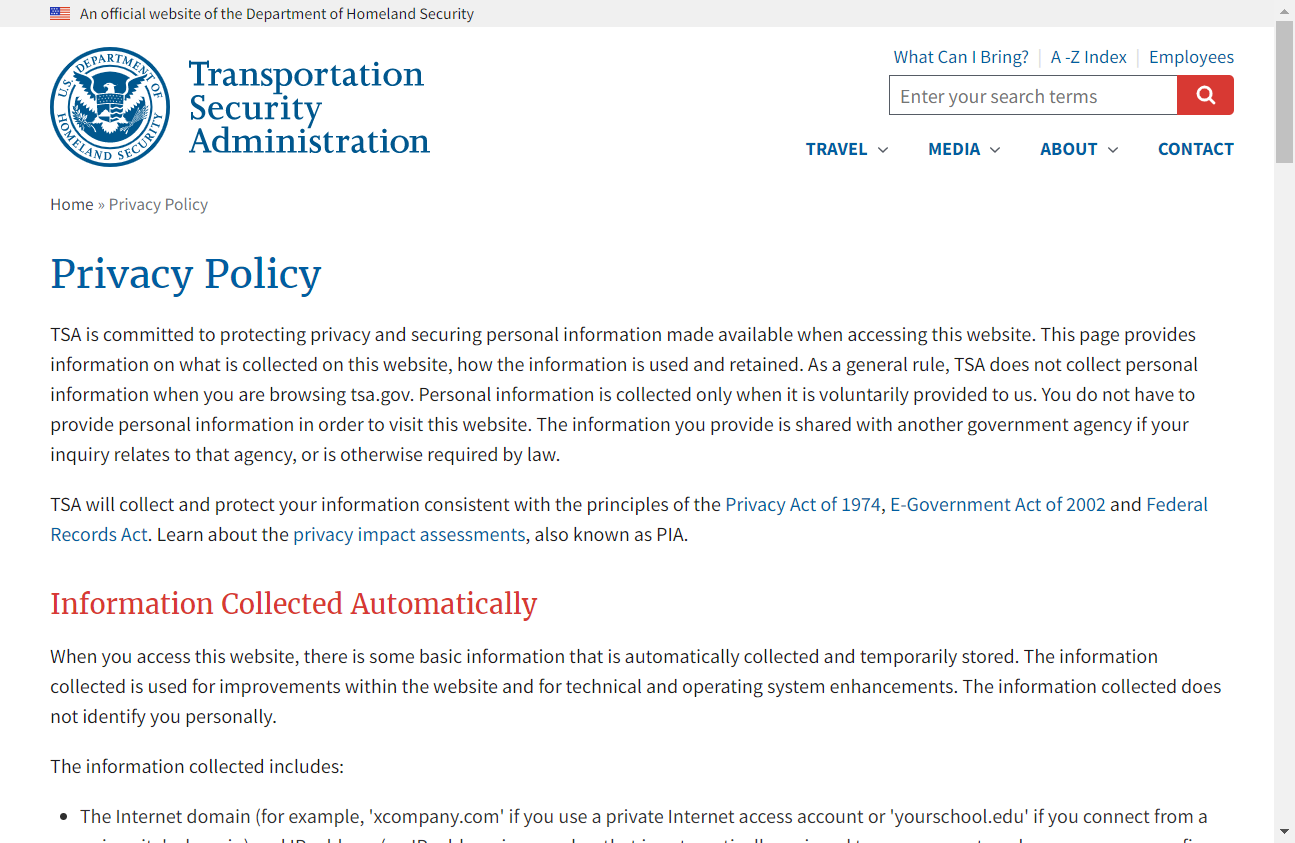 An official website of the Department of Homeland Security
U.S. DEPARTMENT OF HOMELAND SECURITY
Transportation
Security
Administration
What Can I Bring? | A -Z Index | Employees
Enter your search terms
TRAVEL MEDIA ABOUT CONTACT
Home » Privacy Policy
Privacy Policy
TSA is committed to protecting privacy and securing personal information made available when accessing this website. This page provides
information on what is collected on this website, how the information is used and retained. As a general rule, TSA does not collect personal
information when you are browsing tsa.gov. Personal information is collected only when it is voluntarily provided to us. You do not have to
provide personal information in order to visit this website. The information you provide is shared with another government agency if your
inquiry relates to that agency, or is otherwise required by law.
TSA will collect and protect your information consistent with the principles of the Privacy Act of 1974, E-Government Act of 2002 and Federal
Records Act. Learn about the privacy impact assessments, also known as PIA.
Information Collected Automatically
When you access this website, there is some basic information that is automatically collected and temporarily stored. The information
collected is used for improvements within the website and for technical and operating system enhancements. The information collected does
not identify you personally.
The information collected includes:
• The Internet domain (for example, 'xcompany.com' if you use a private Internet access account or 'yourschool.edu' if you connect from a